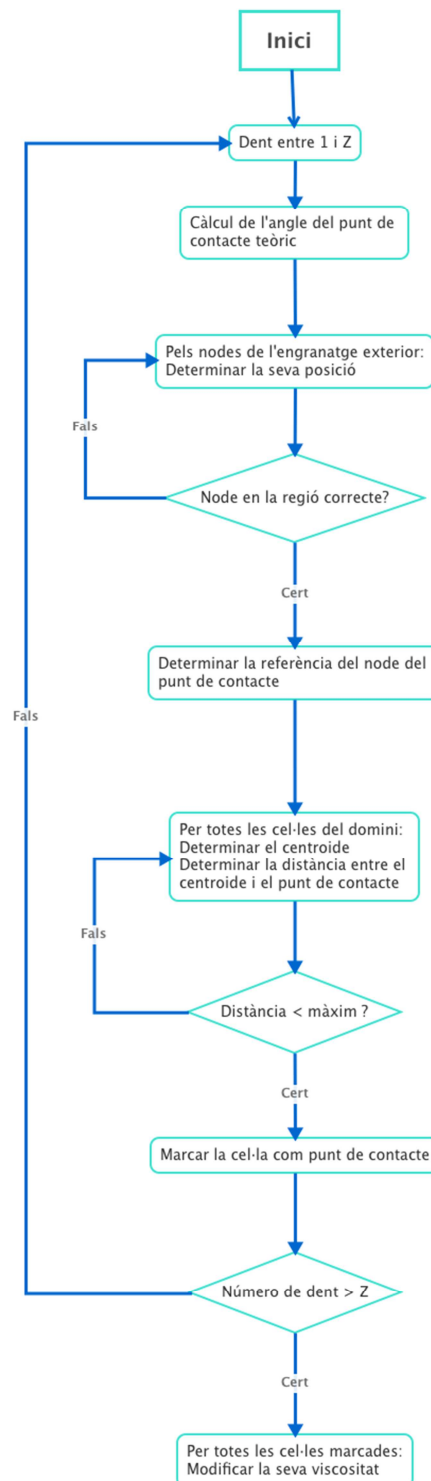 Inici
Dent entre 1 i Z
Càlcul de l'angle del punt de
contacte teòric
Pels nodes de l'engranatge exterior:
Determinar la seva posició
Fals
Node en la regió correcte?
Cert
Determinar la referència del node del
punt de contacte
Fals
Per totes les cel·les del domini:
Determinar el centroide
Determinar la distància entre el
centroide i el punt de contacte
Fals
Distància < màxim ?
Cert
Marcar la cel·la com punt de contacte
Número de dent > Z
Cert
Per totes les cel·les marcades:
Modificar la seva viscositat